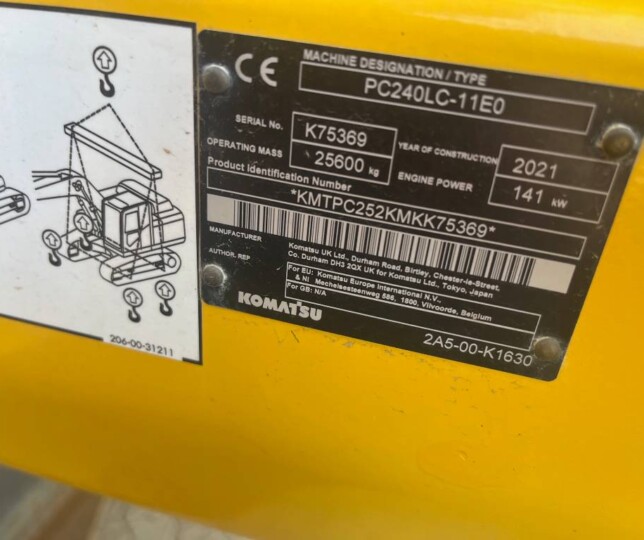 CE
MACHINE DESIGNATION / TYPE
PC240LC-11E0
SERIAL No. K75369 YEAR OF CONSTRUCTION 2021
OPERATING MASS 25600 kg ENGINE POWER 141 kW
Product Identification Number
*KMTPC252KMKK75369*
MANUFACTURER Komatsu UK Ltd., Durham Road, Birtley, Chester-le-Street,
Co. Durham DH3 2QX UK for Komatsu Ltd., Tokyo, Japan
AUTHOR. REP For EU: Komatsu Europe International N.V.,
& NI Mechelsesteenweg 586, 1800, Vilvoorde, Belgium
For GB: N/A
KOMATSU
2A5-00-K1630
206-00-31211